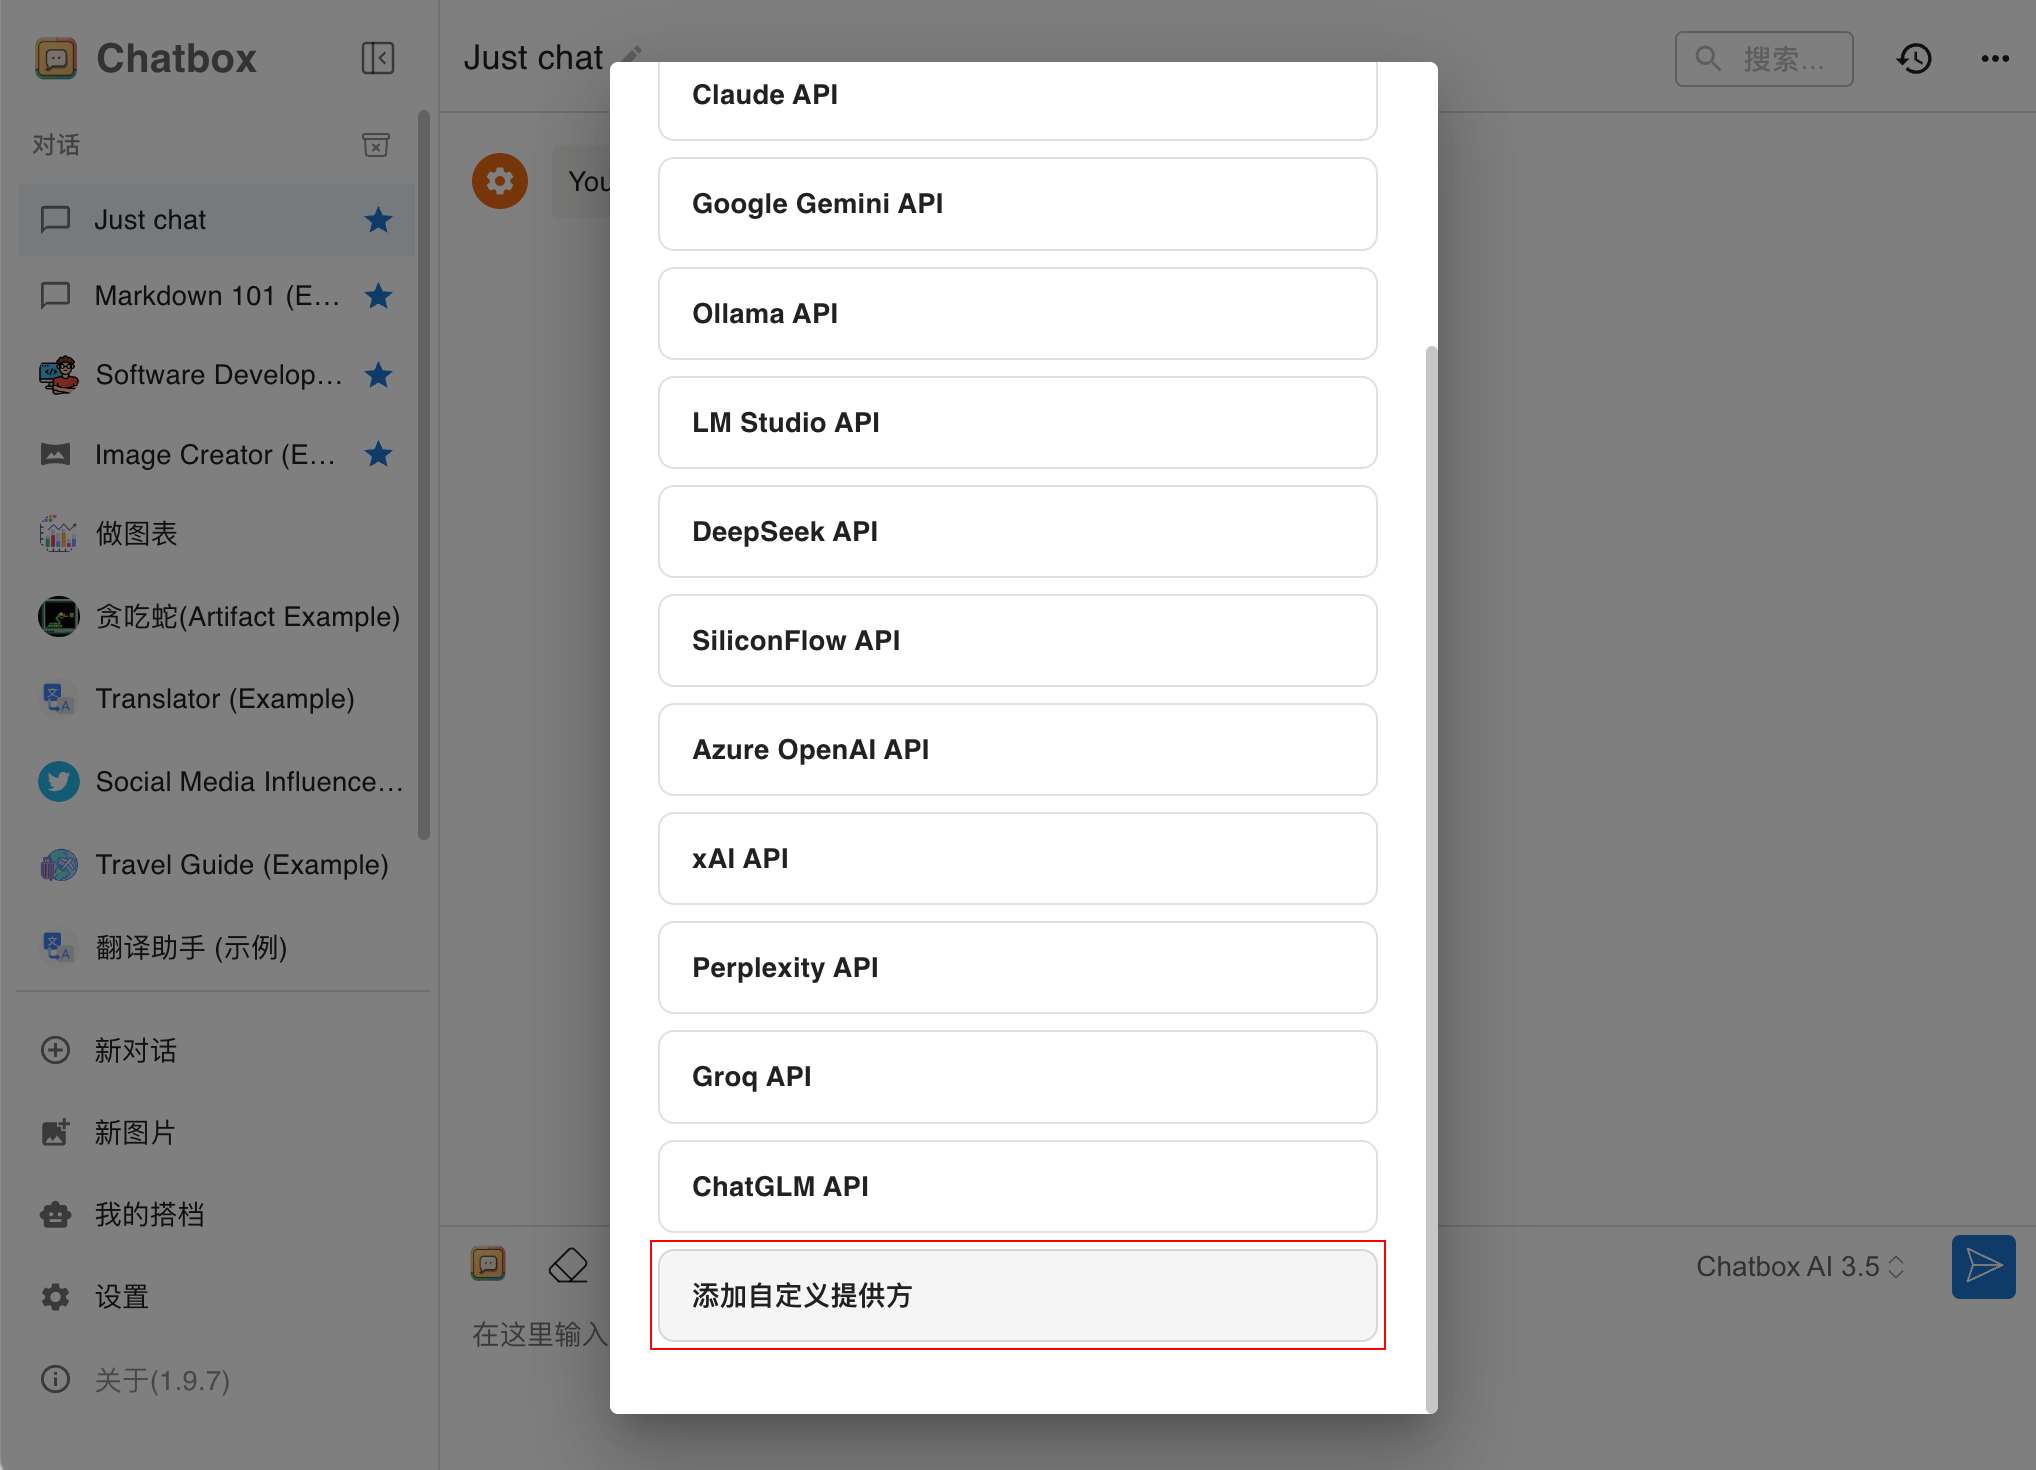 Chatbox
对话
Just chat
Markdown 101 (E...
Software Develop...
Image Creator (E...
做图表
贪吃蛇(Artifact Example)
Translator (Example)
Social Media Influence...
Travel Guide (Example)
翻译助手 (示例)
新对话
新图片
我的搭档
设置
关于(1.9.7)
Just chat
搜索...
You
Claude API
Google Gemini API
Ollama API
LM Studio API
DeepSeek API
SiliconFlow API
Azure OpenAI API
xAI API
Perplexity API
Groq API
ChatGLM API
添加自定义提供方
Chatbox AI 3.5
在这里输入